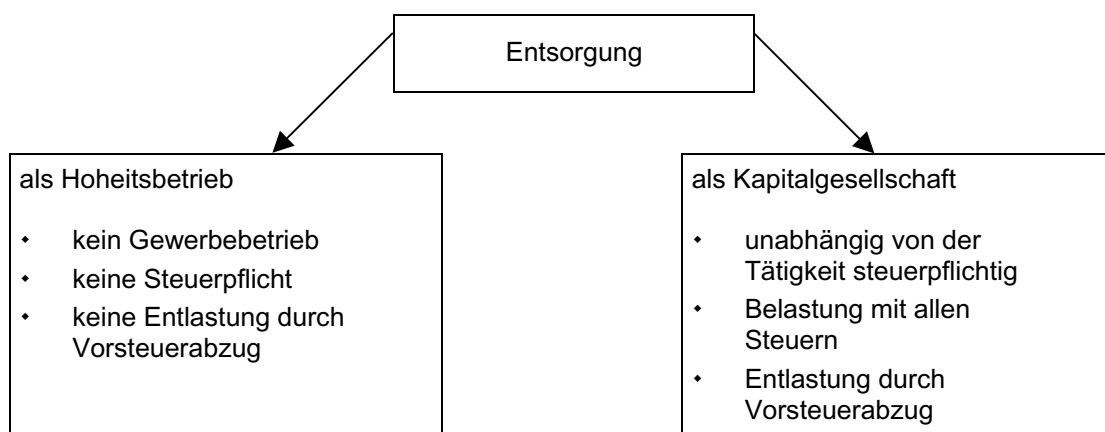 Entsorgung
als Hoheitsbetrieb
kein Gewerbebetrieb
keine Steuerpflicht
keine Entlastung durch
Vorsteuerabzug
als Kapitalgesellschaft
unabhängig von der
Tätigkeit steuerpflichtig
Belastung mit allen
Steuern
Entlastung durch
Vorsteuerabzug